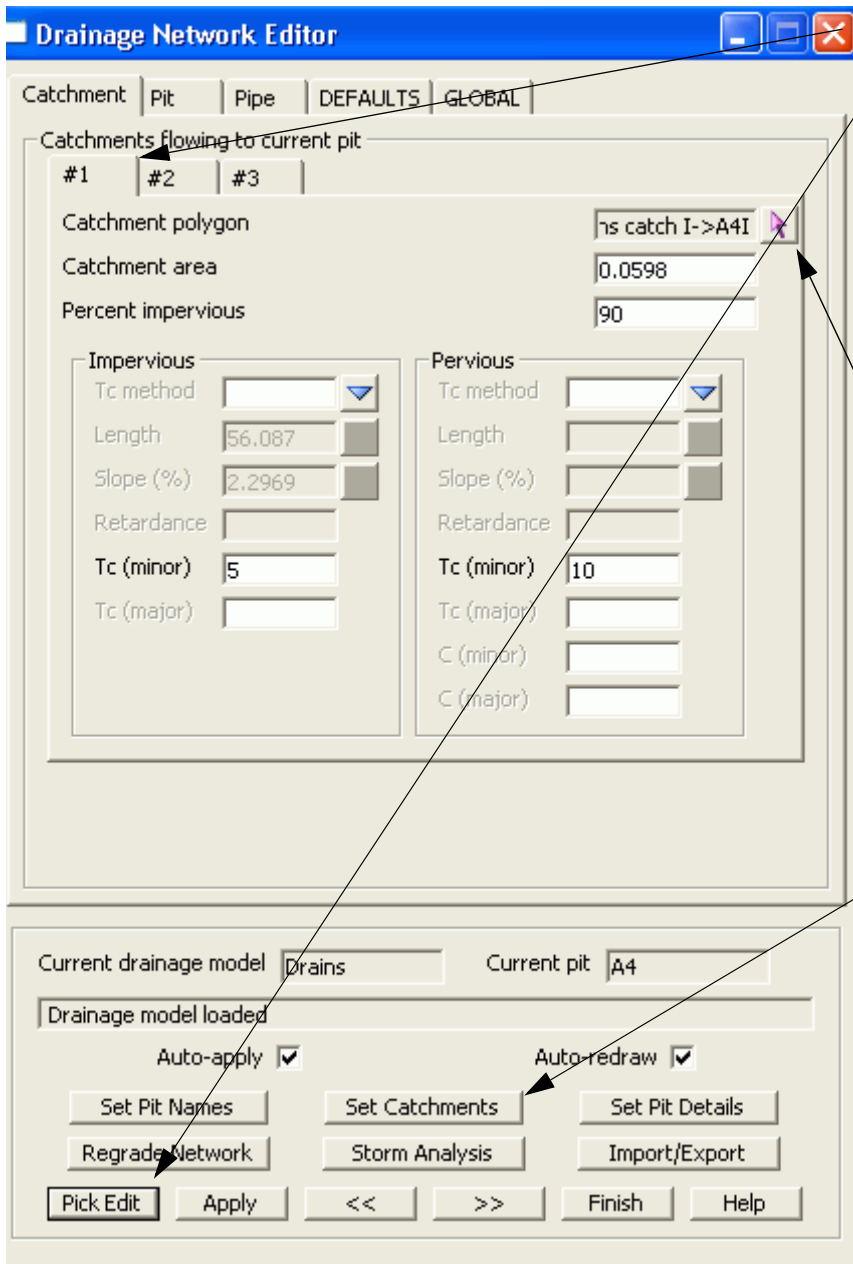 Drainage Network Editor
Catchment Pit Pipe DEFAULTS GLOBAL
Catchments flowing to current pit
#1 #2 #3
Catchment polygon ns catch I->A4I
Catchment area 0.0598
Percent impervious 90
Impervious Pervious
Tc method Tc method
Length 56.087 Length
Slope (%) 2.2969 Slope (%)
Retardance Retardance
Tc (minor) 5 Tc (minor) 10
Tc (major) Tc (major)
C (minor)
C (major)
Current drainage model Drains Current pit A4
Drainage model loaded
Auto-apply Auto-redraw
Set Pit Names Set Catchments Set Pit Details
Regrade Network Storm Analysis Import/Export
Pick Edit Apply << >> Finish Help